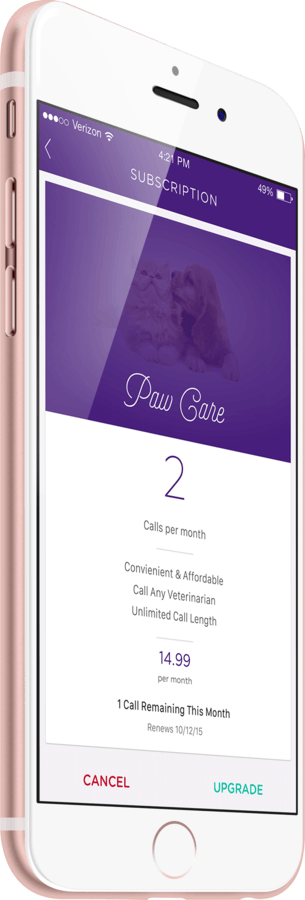 Verizon
4:21 PM
49%
SUBSCRIPTION
Paw Care
2
Calls per month
Convienient & Affordable
Call Any Veterinarian
Unlimited Call Length
14.99
per month
1 Call Remaining This Month
Renews 10/12/15
CANCEL
UPGRADE